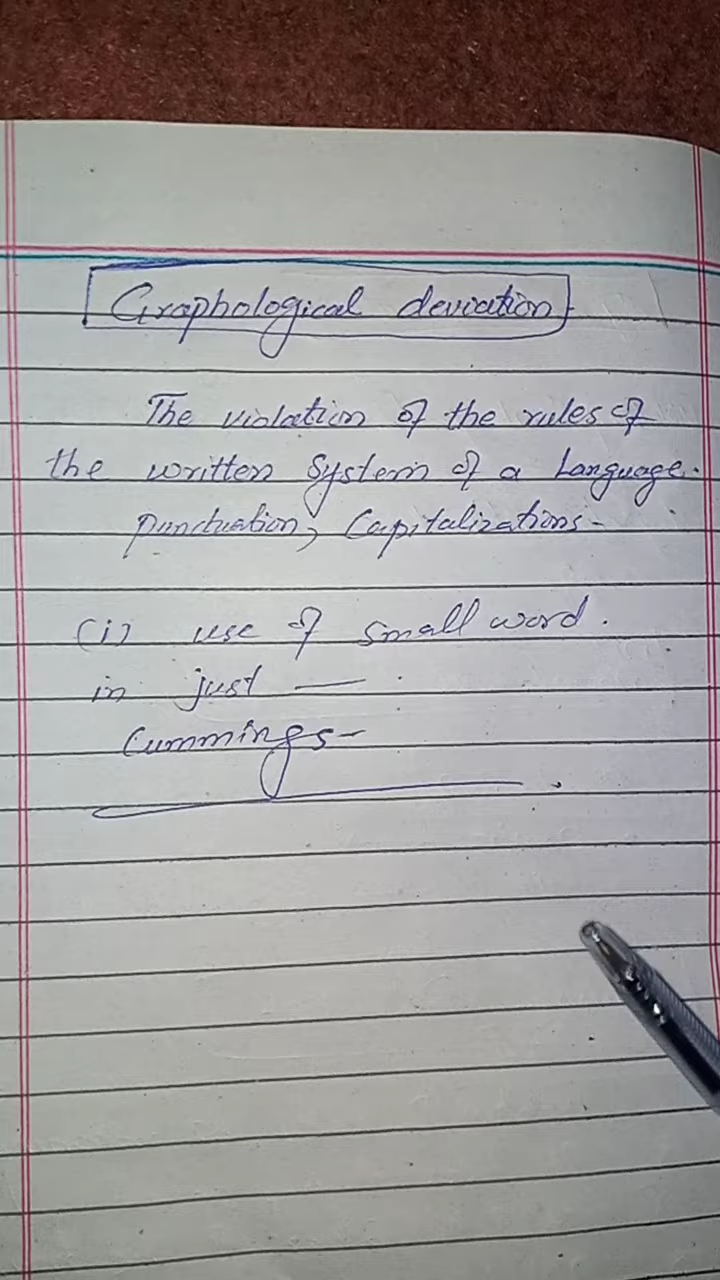 Graphological deviation
The violation of the rules of
the written System of a Language.
Punctuation, Capitalizations-
(i) use of small word.
in just — .
Cummings-